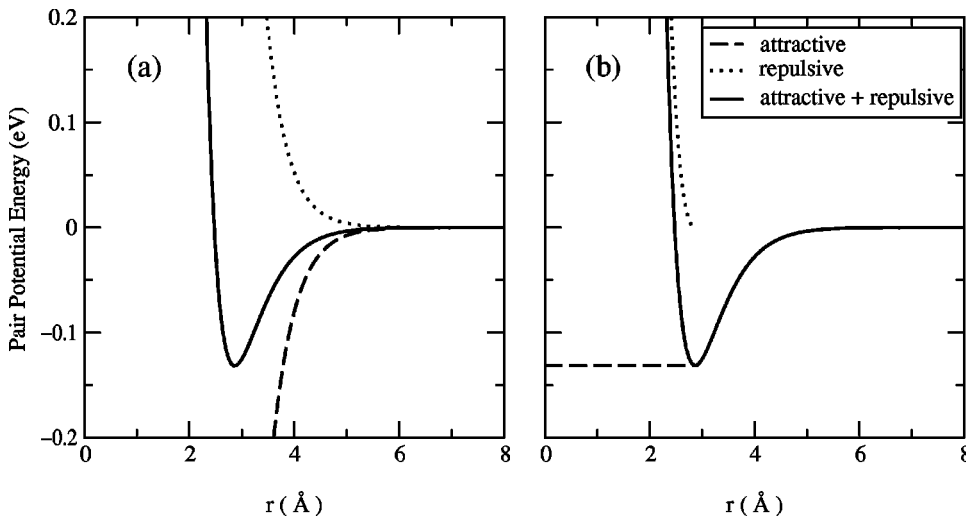 0.2
0.1
0
−0.1
−0.2
Pair Potential Energy (eV)
(a)
0 2 4 6 8
r ( Å )
(b)
attractive
repulsive
attractive + repulsive
0 2 4 6 8
r ( Å )